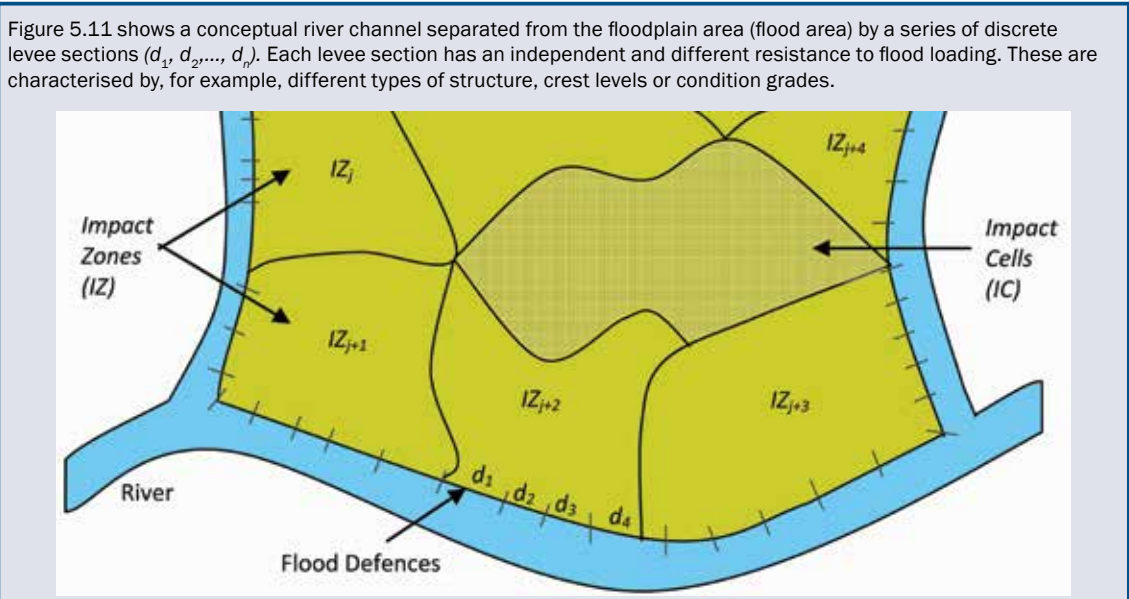 Figure 5.11 shows a conceptual river channel separated from the floodplain area (flood area) by a series of discrete
levee sections (d1, d2,..., dn). Each levee section has an independent and different resistance to flood loading. These are
characterised by, for example, different types of structure, crest levels or condition grades.
IZj
IZj+4
Impact
Zones
(IZ)
Impact
Cells
(IC)
IZj+1
IZj+2
IZj+3
d1
d2
d3
d4
River
Flood Defences